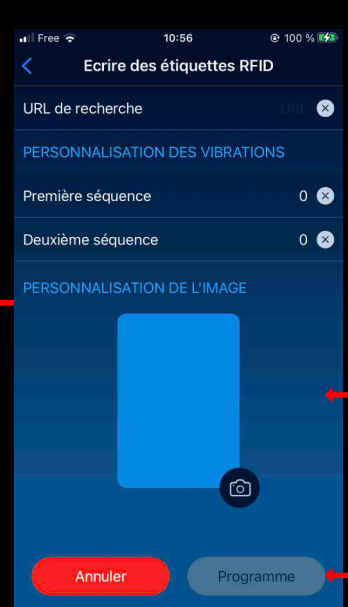 Free 10:56 100 %
Ecrire des étiquettes RFID
URL de recherche URL
PERSONNALISATION DES VIBRATIONS
Première séquence 0
Deuxième séquence 0
PERSONNALISATION DE L'IMAGE
Annuler Programme